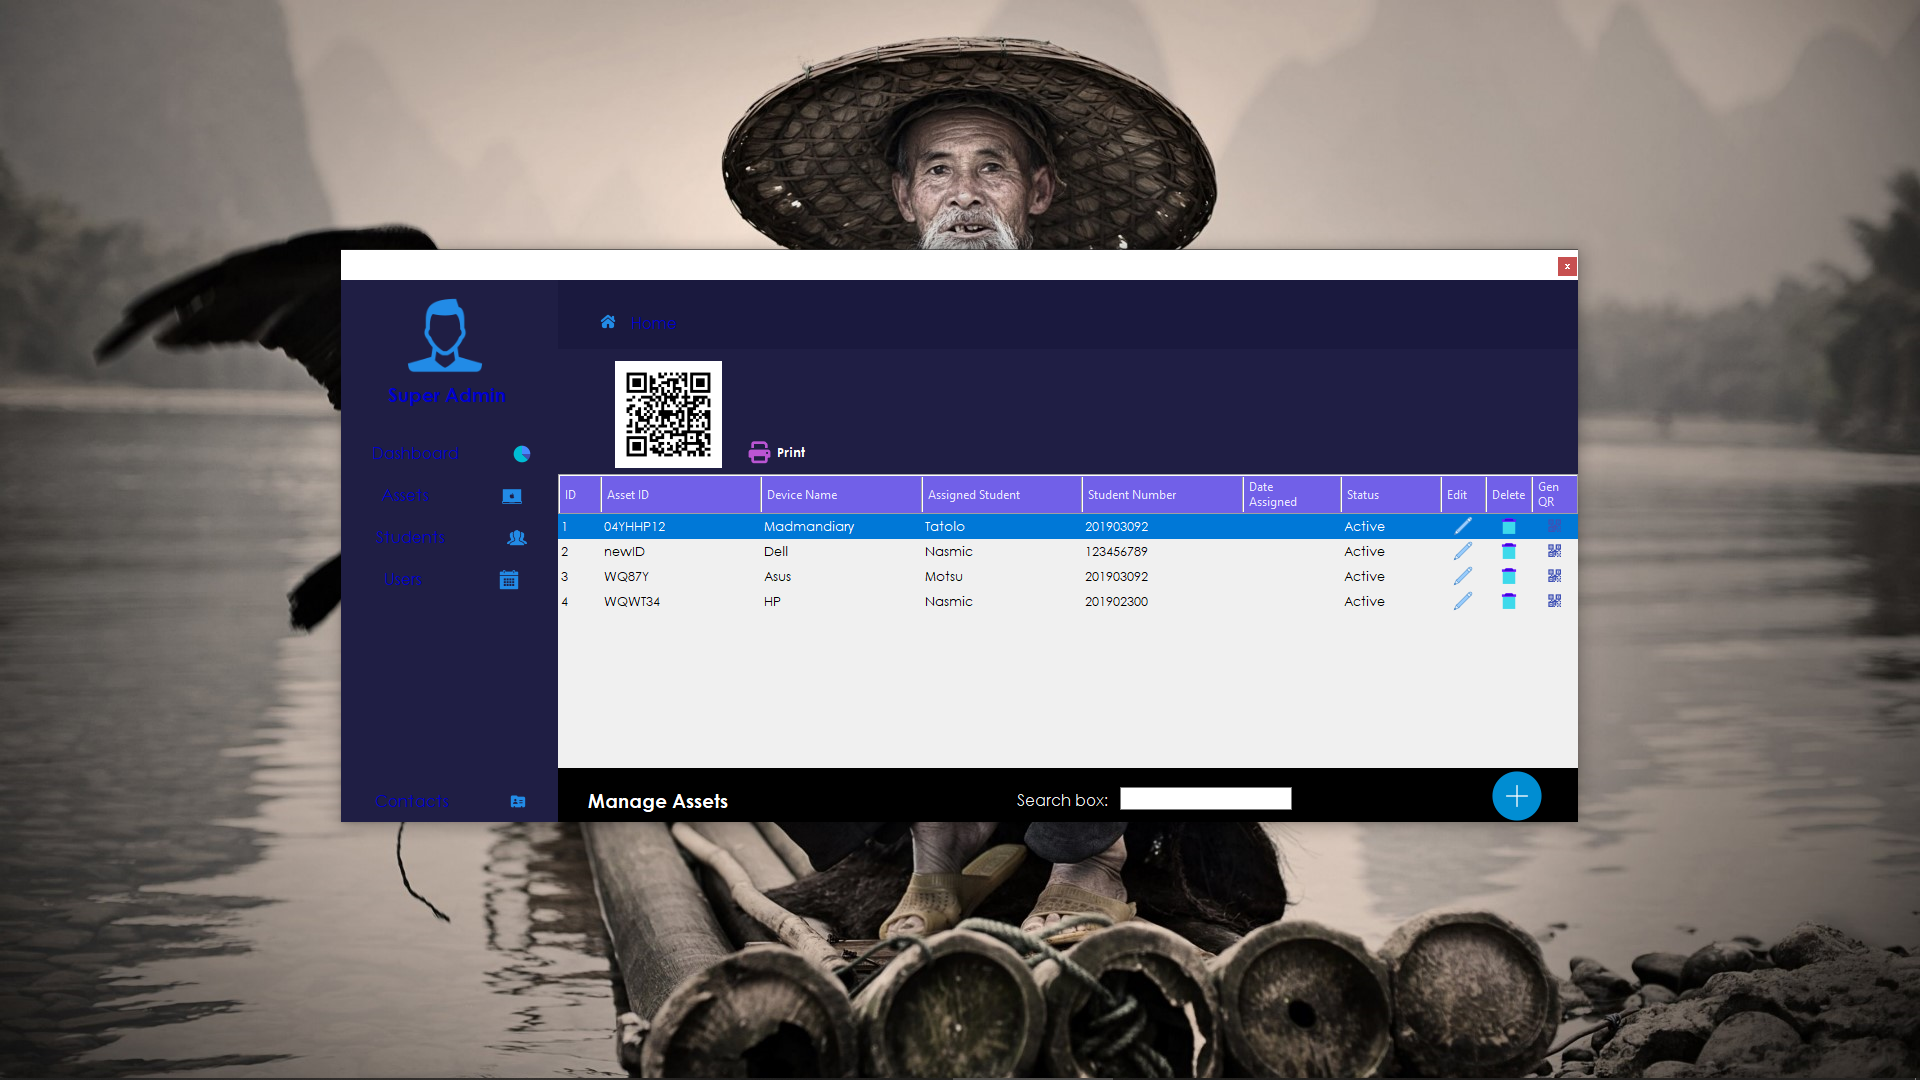 x
Home
Super Admin
Dashboard
Assets
Students
Users
Contacts
Print
ID Asset ID Device Name Assigned Student Student Number Date Assigned Status Edit Delete Gen QR
1 04YHHP12 Madmandiary Tatolo 201903092 Active
2 newID Dell Nasmic 123456789 Active
3 WQ87Y Asus Motsu 201903092 Active
4 WQWT34 HP Nasmic 201902300 Active
Manage Assets Search box: